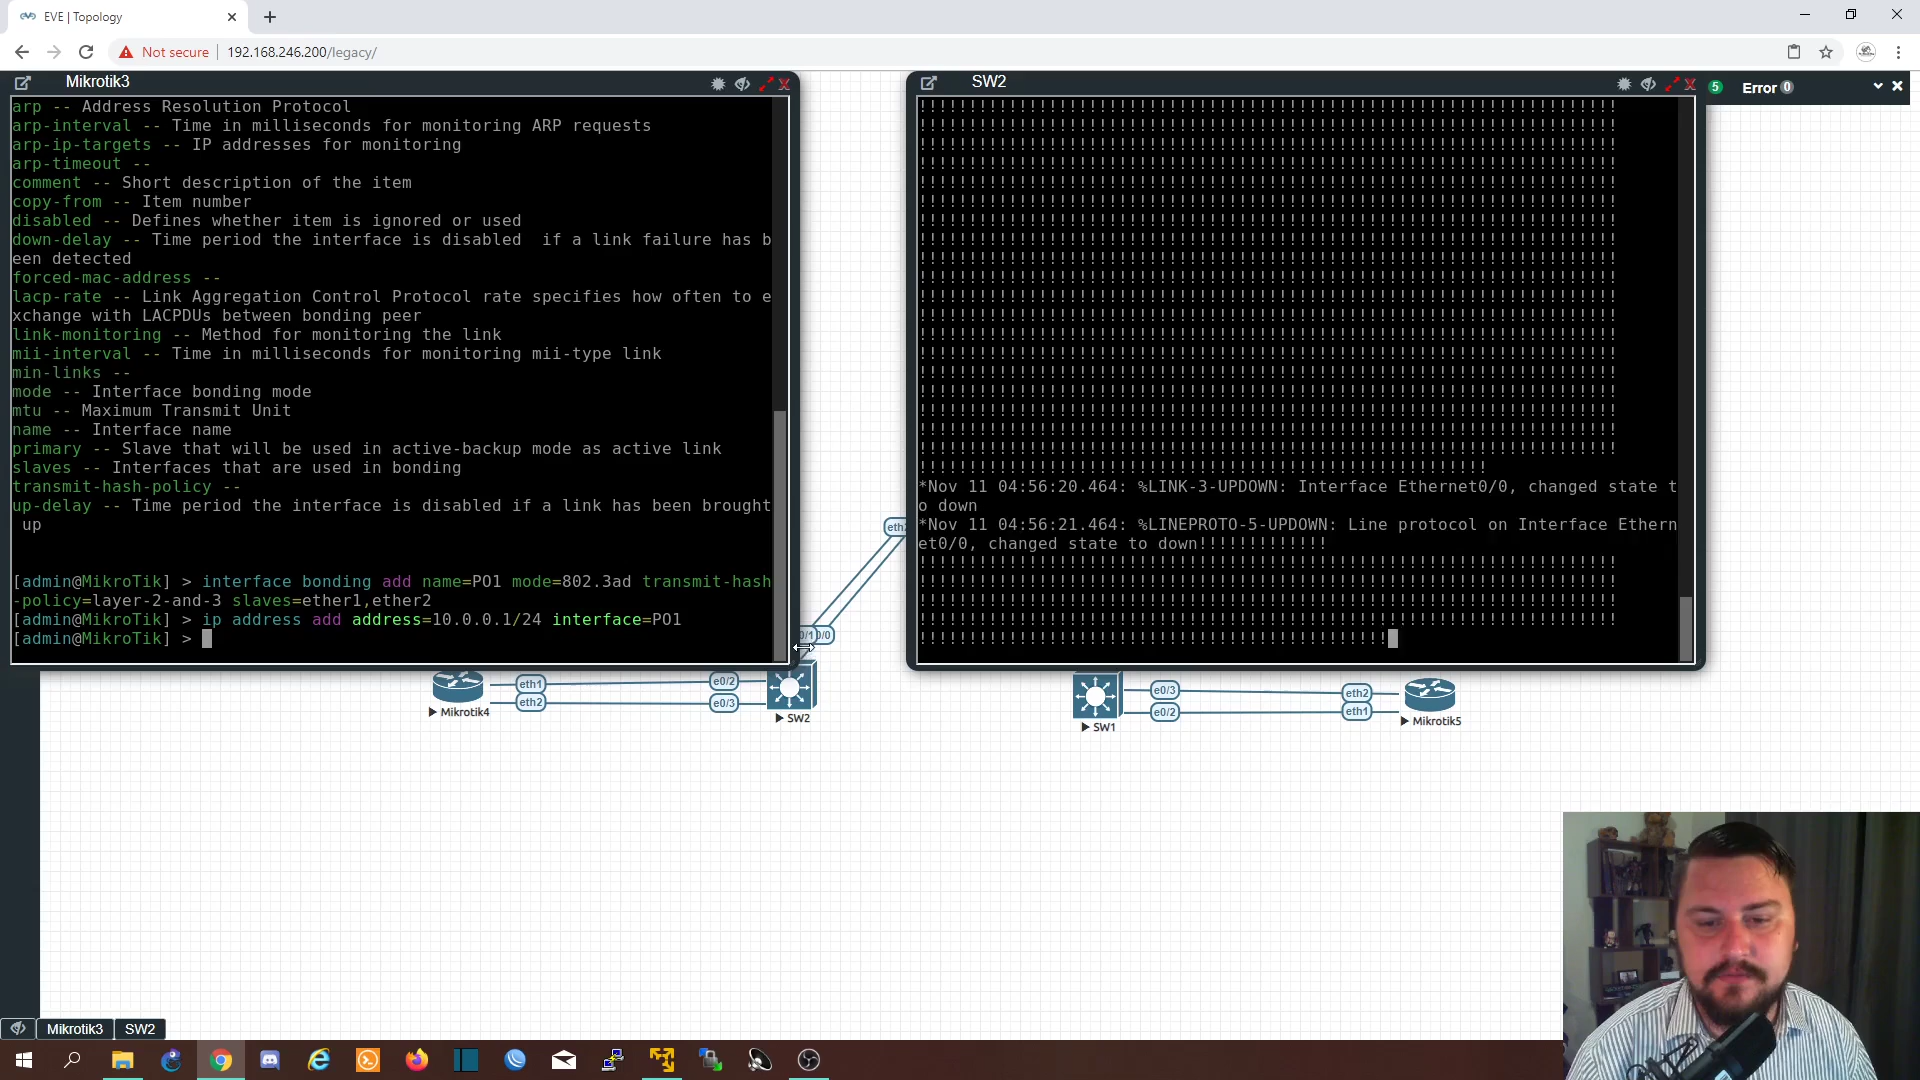 EVE | Topology
Not secure
192.168.246.200/legacy/
Mikrotik3
arp -- Address Resolution Protocol
arp-interval -- Time in milliseconds for monitoring ARP requests
arp-ip-targets -- IP addresses for monitoring
arp-timeout --
comment -- Short description of the item
copy-from -- Item number
disabled -- Defines whether item is ignored or used
down-delay -- Time period the interface is disabled  if a link failure has b
een detected
forced-mac-address --
lacp-rate -- Link Aggregation Control Protocol rate specifies how often to e
xchange with LACPDUs between bonding peer
link-monitoring -- Method for monitoring the link
mii-interval -- Time in milliseconds for monitoring mii-type link
min-links --
mode -- Interface bonding mode
mtu -- Maximum Transmit Unit
name -- Interface name
primary -- Slave that will be used in active-backup mode as active link
slaves -- Interfaces that are used in bonding
transmit-hash-policy --
up-delay -- Time period the interface is disabled if a link has been brought
up
[admin@MikroTik] > interface bonding add name=PO1 mode=802.3ad transmit-hash
-policy=layer-2-and-3 slaves=ether1,ether2
[admin@MikroTik] > ip address add address=10.0.0.1/24 interface=PO1
[admin@MikroTik] >
SW2
*Nov 11 04:56:20.464: %LINK-3-UPDOWN: Interface Ethernet0/0, changed state t
o down
*Nov 11 04:56:21.464: %LINEPROTO-5-UPDOWN: Line protocol on Interface Ethern
et0/0, changed state to down!!!!!!!!!!!!!
5
Error 0
eth1
eth2
e0/2
e0/3
Mikrotik4
SW2
e0/3
e0/2
eth2
eth1
SW1
Mikrotik5
Mikrotik3
SW2